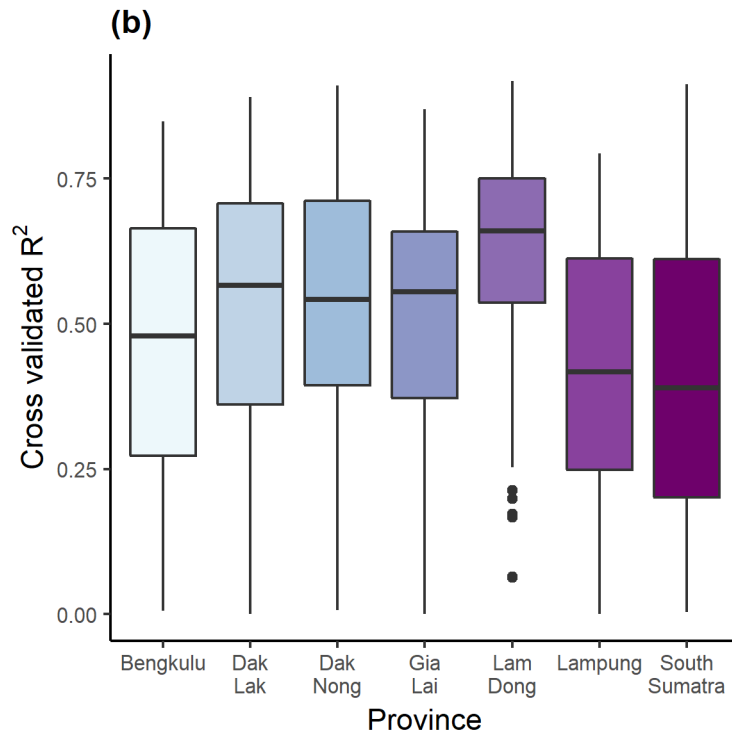 (b)
Cross validated R²
0.75
0.50
0.25
0.00
Bengkulu Dak Dak Gia Lam Lampung South
Lak Nong Lai Dong Sumatra
Province